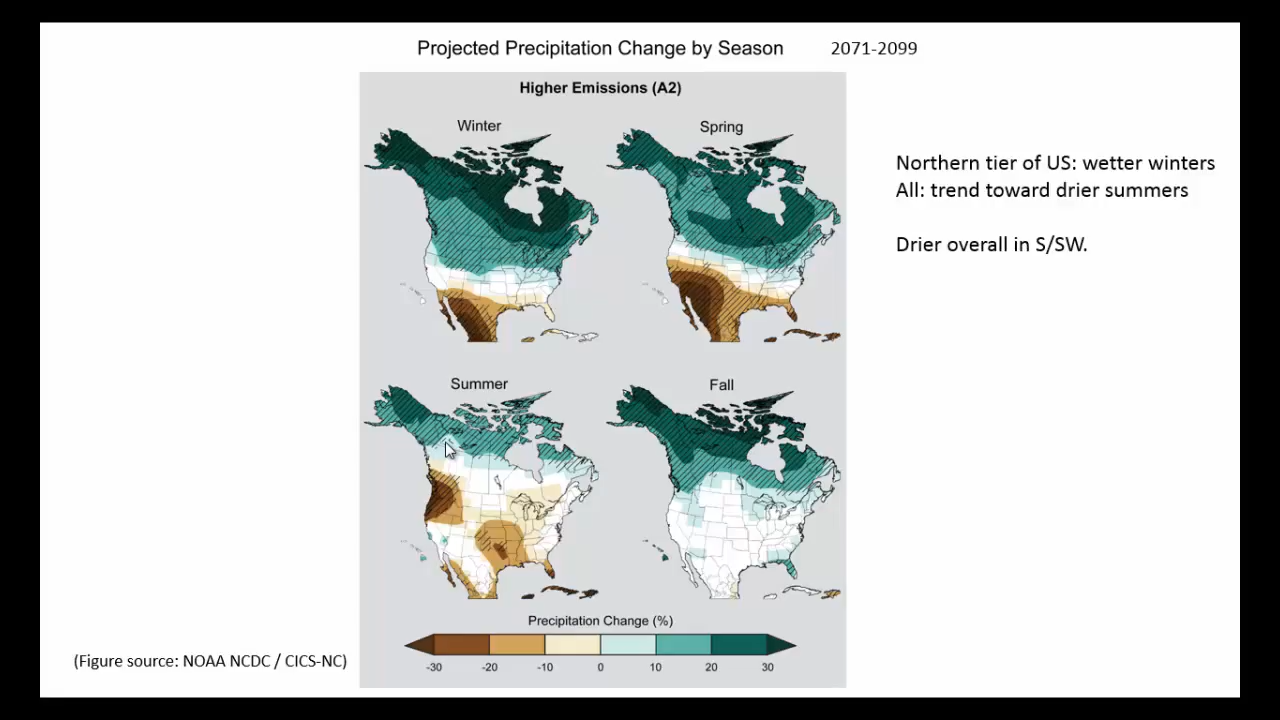 Projected Precipitation Change by Season 2071-2099
Higher Emissions (A2)
Winter
Spring
Northern tier of US: wetter winters
All: trend toward drier summers
Drier overall in S/SW.
Summer
Fall
Precipitation Change (%)
-30 -20 -10 0 10 20 30
(Figure source: NOAA NCDC / CICS-NC)